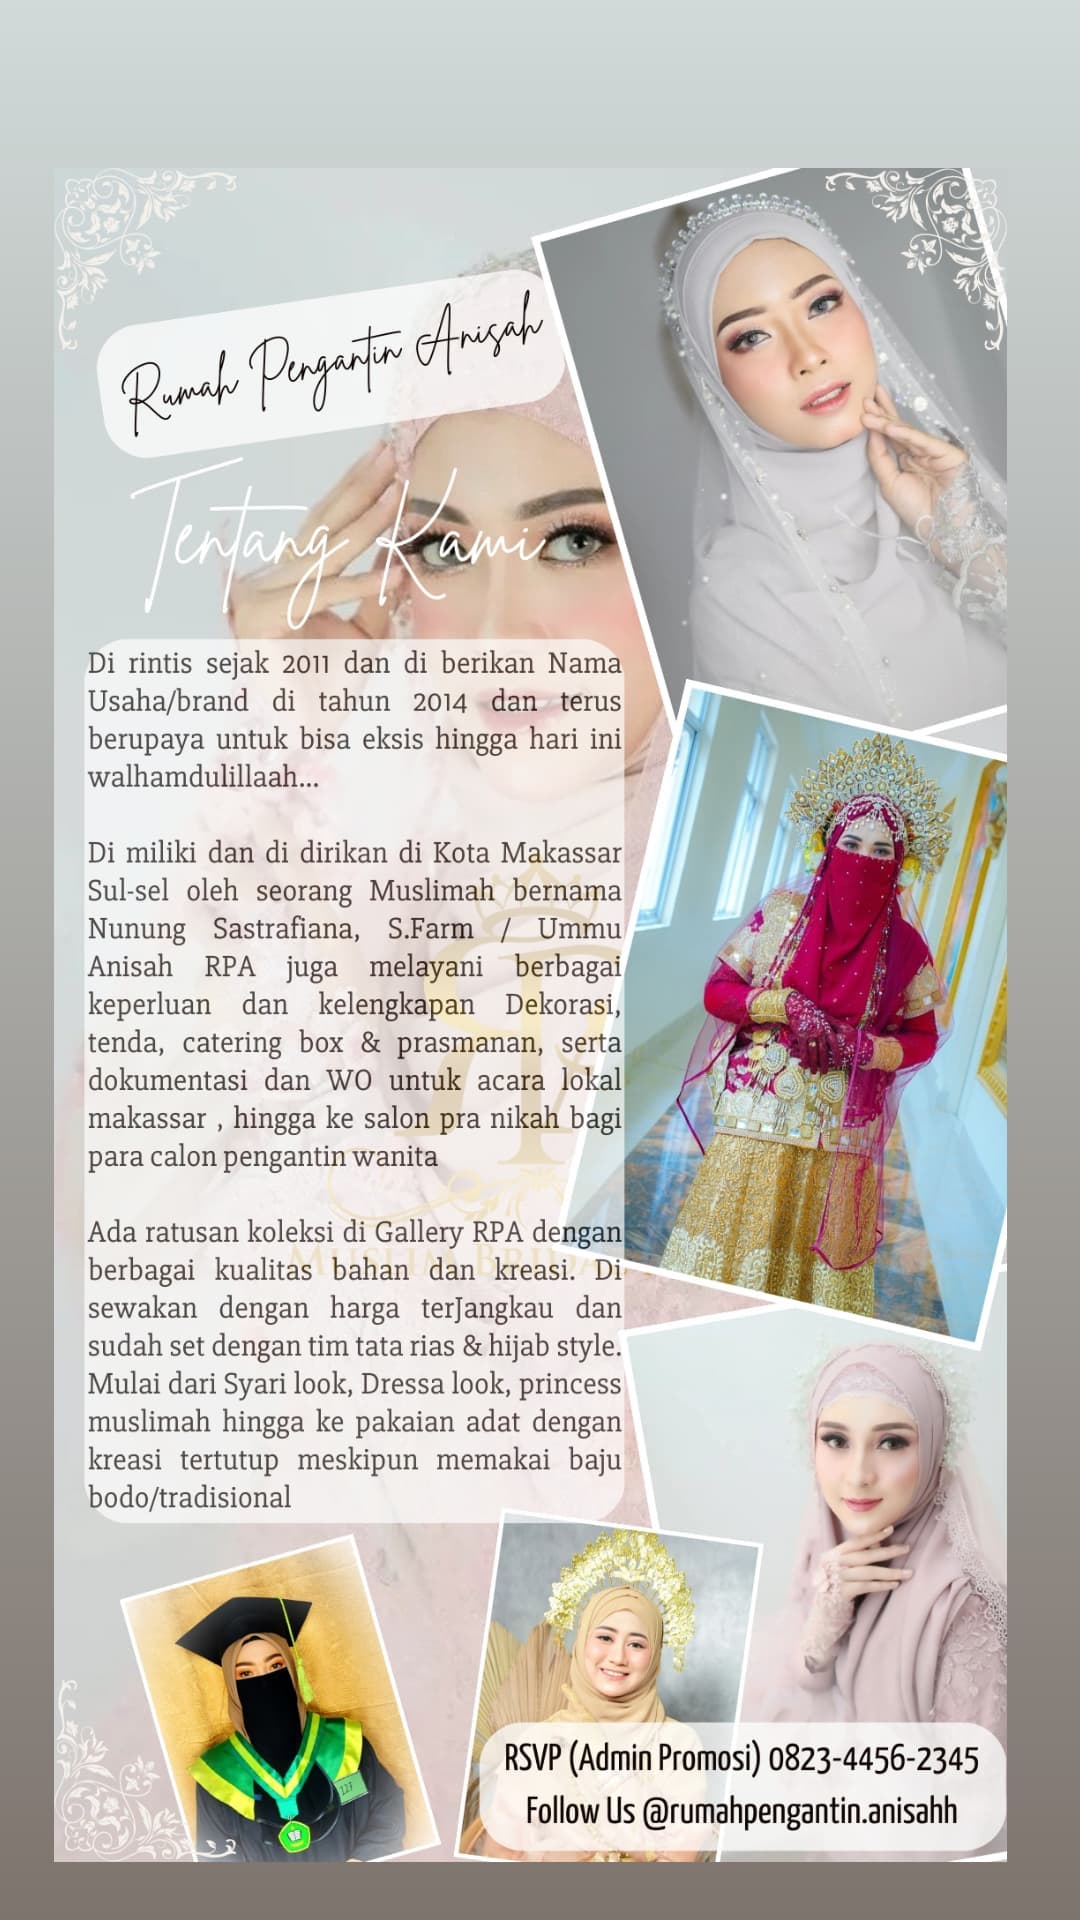 Rumah Pengantin Anisah
Tentang Kami
Di rintis sejak 2011 dan di berikan Nama
Usaha/brand di tahun 2014 dan terus
berupaya untuk bisa eksis hingga hari ini
walhamdulillaah...
Di miliki dan di dirikan di Kota Makassar
Sul-sel oleh seorang Muslimah bernama
Nunung Sastrafiana, S.Farm / Ummu
Anisah RPA juga melayani berbagai
keperluan dan kelengkapan Dekorasi,
tenda, catering box & prasmanan, serta
dokumentasi dan WO untuk acara lokal
makassar , hingga ke salon pra nikah bagi
para calon pengantin wanita
Ada ratusan koleksi di Gallery RPA dengan
berbagai kualitas bahan dan kreasi. Di
sewakan dengan harga terJangkau dan
sudah set dengan tim tata rias & hijab style.
Mulai dari Syari look, Dressa look, princess
muslimah hingga ke pakaian adat dengan
kreasi tertutup meskipun memakai baju
bodo/tradisional
RSVP (Admin Promosi) 0823-4456-2345
Follow Us @rumahpengantin.anisahh